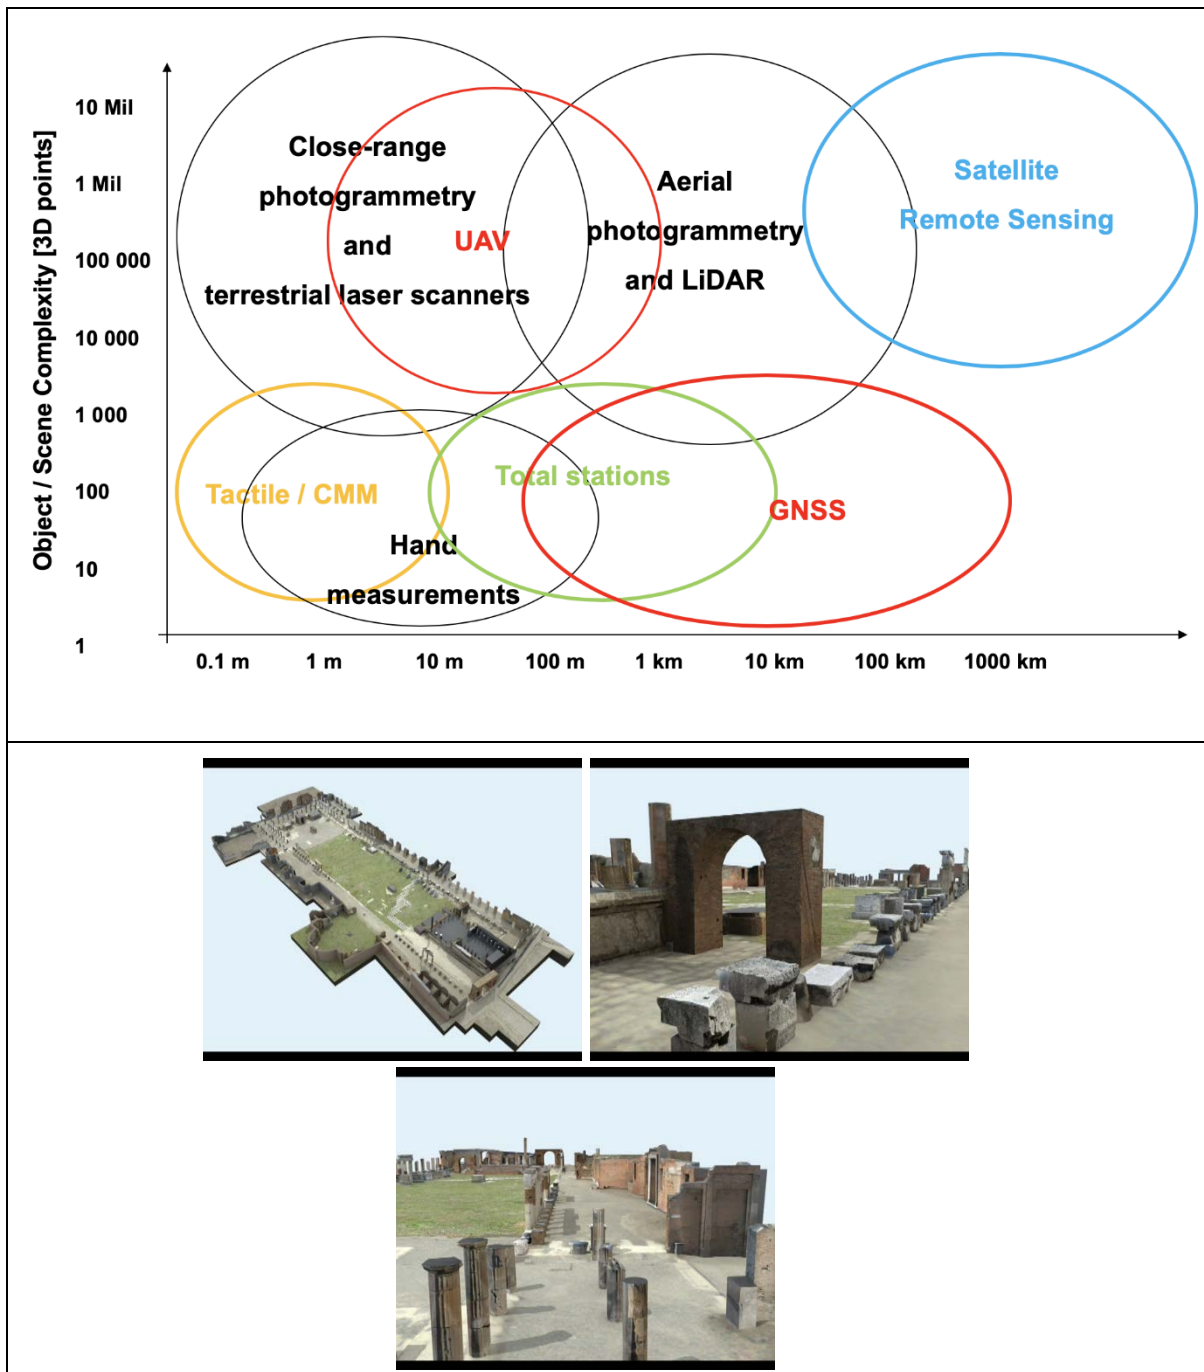 Object / Scene Complexity [3D points]
10 Mil
1 Mil
100 000
10 000
1 000
100
10
1
Close-range
photogrammetry
and
terrestrial laser scanners
UAV
Aerial
photogrammetry
and LiDAR
Satellite
Remote Sensing
Tactile / CMM
Hand
measurements
Total stations
GNSS
0.1 m
1 m
10 m
100 m
1 km
10 km
100 km
1000 km